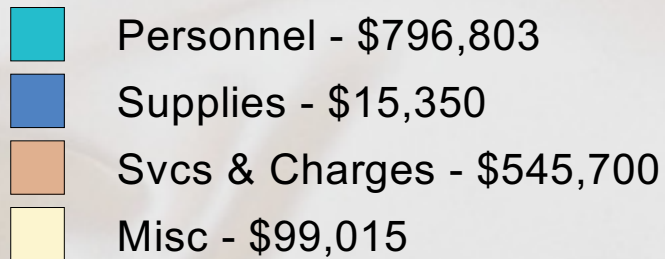 Personnel - $796,803
Supplies - $15,350
Svcs & Charges - $545,700
Misc - $99,015